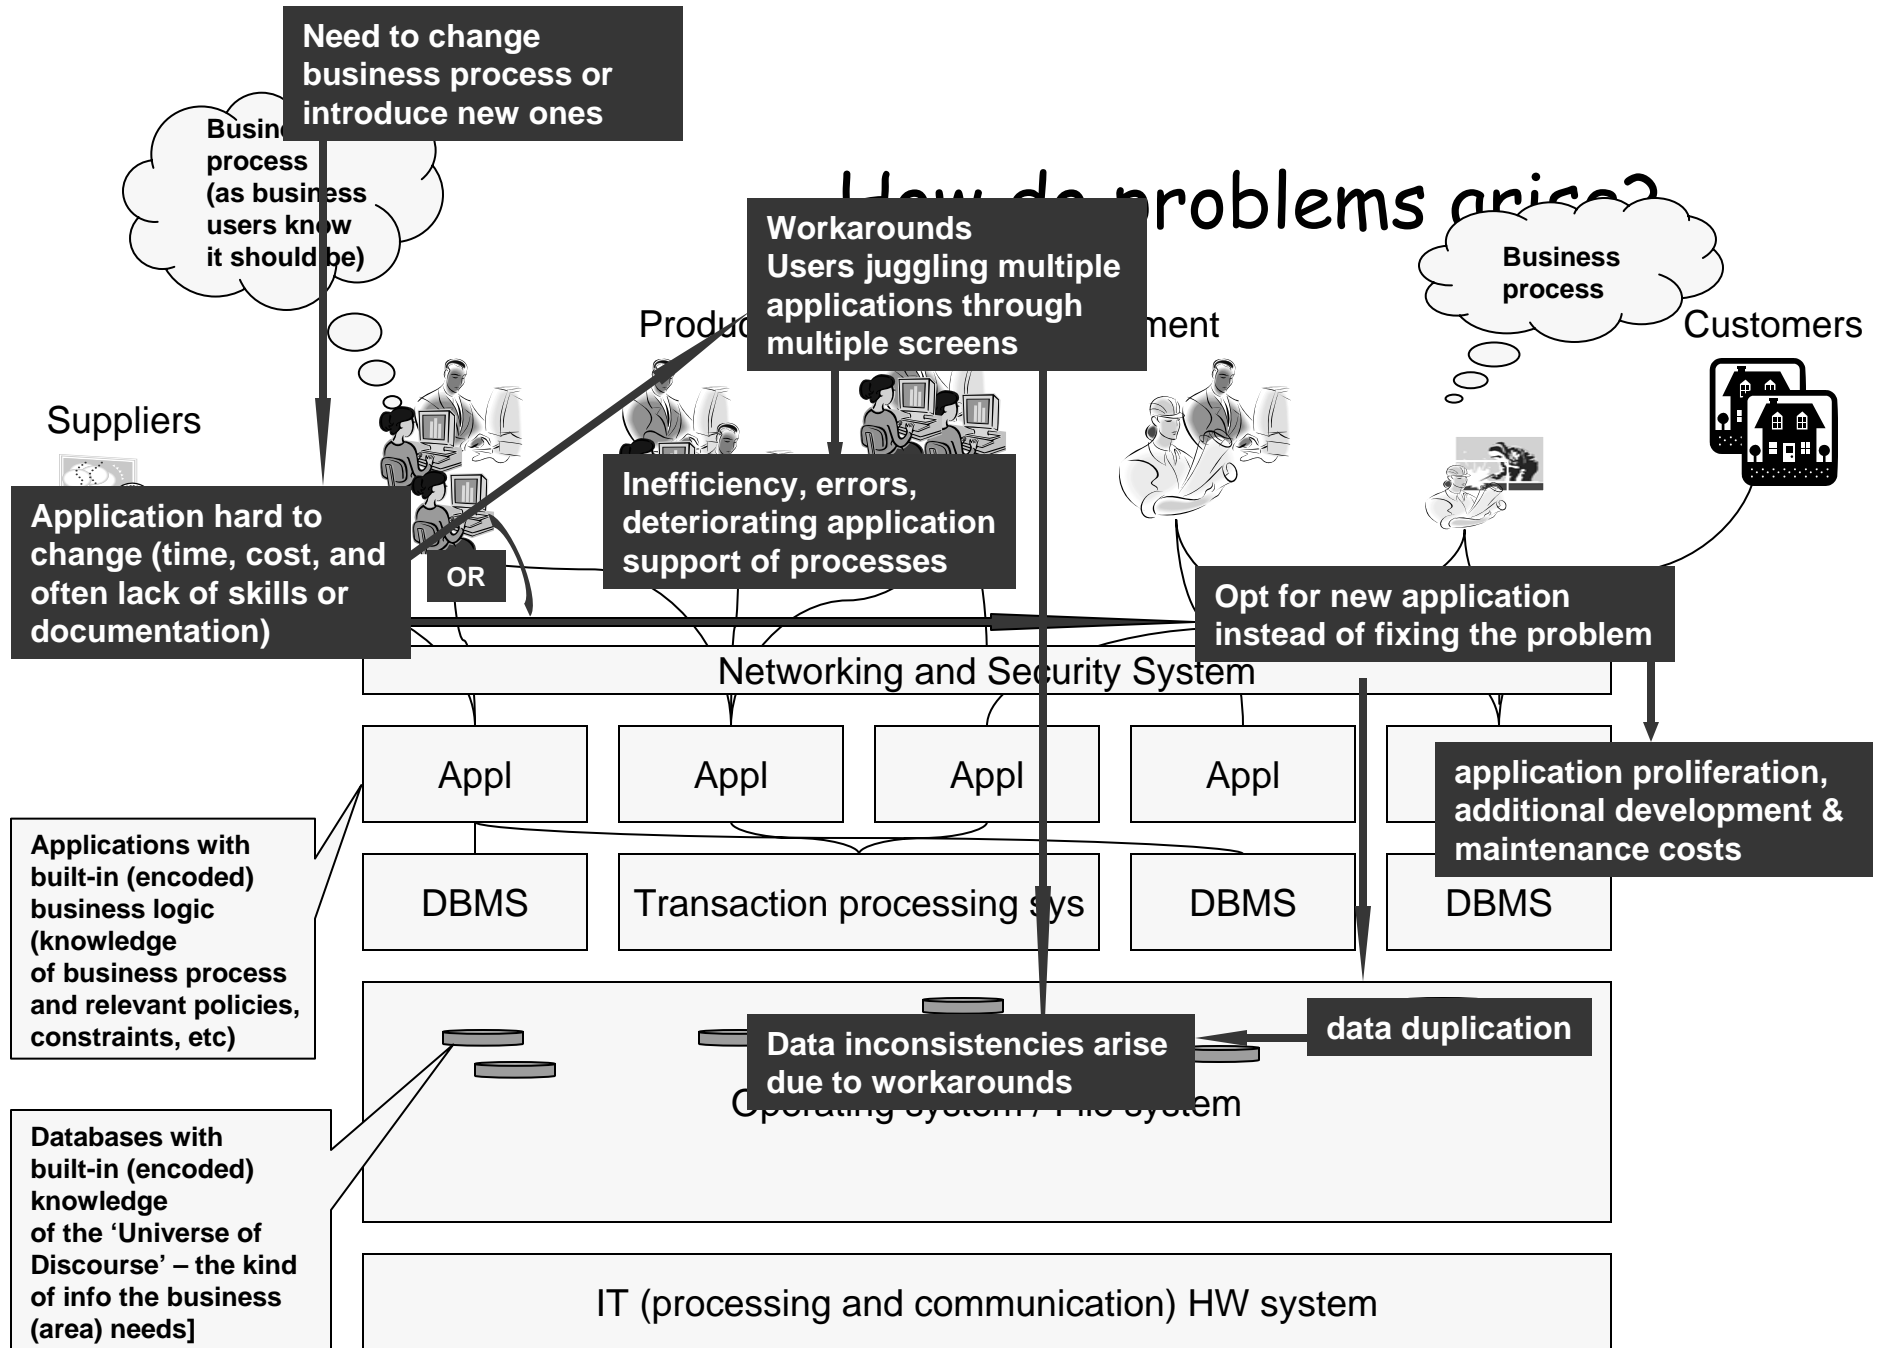 Need to change
business process or
introduce new ones
process
(as business
users know
it should be)
problems
Workarounds
Users juggling multiple
applications through
multiple screens
Business
process
Customers
Suppliers
Inefficiency, errors,
deteriorating application
support of processes
Application hard to
change (time, cost, and
often lack of skills or
documentation)
OR
Opt for new application
instead of fixing the problem
Networking and Security System
Appl
Appl
Appl
Appl
application proliferation,
additional development &
maintenance costs
Applications with
built-in (encoded)
business logic
(knowledge
of business process
and relevant policies,
constraints, etc)
DBMS
Transaction processing sys
DBMS
DBMS
data duplication
Data inconsistencies arise
due to workarounds
Operating system / File system
Databases with
built-in (encoded)
knowledge
of the ‘Universe of
Discourse’ – the kind
of info the business
(area) needs]
IT (processing and communication) HW system